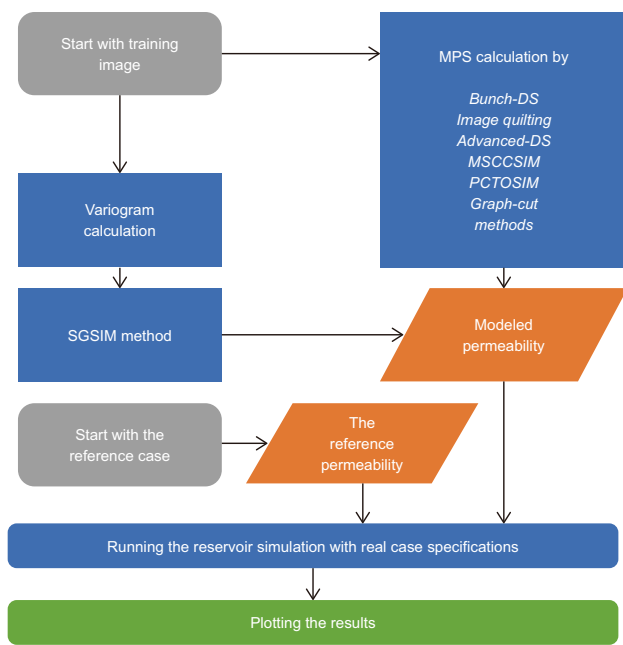 Start with training
image
MPS calculation by
Bunch-DS
Image quilting
Advanced-DS
MSCCSIM
PCTOSIM
Graph-cut
methods
Variogram
calculation
SGSIM method
Modeled
permeability
Start with the
reference case
The
reference
permeability
Running the reservoir simulation with real case specifications
Plotting the results